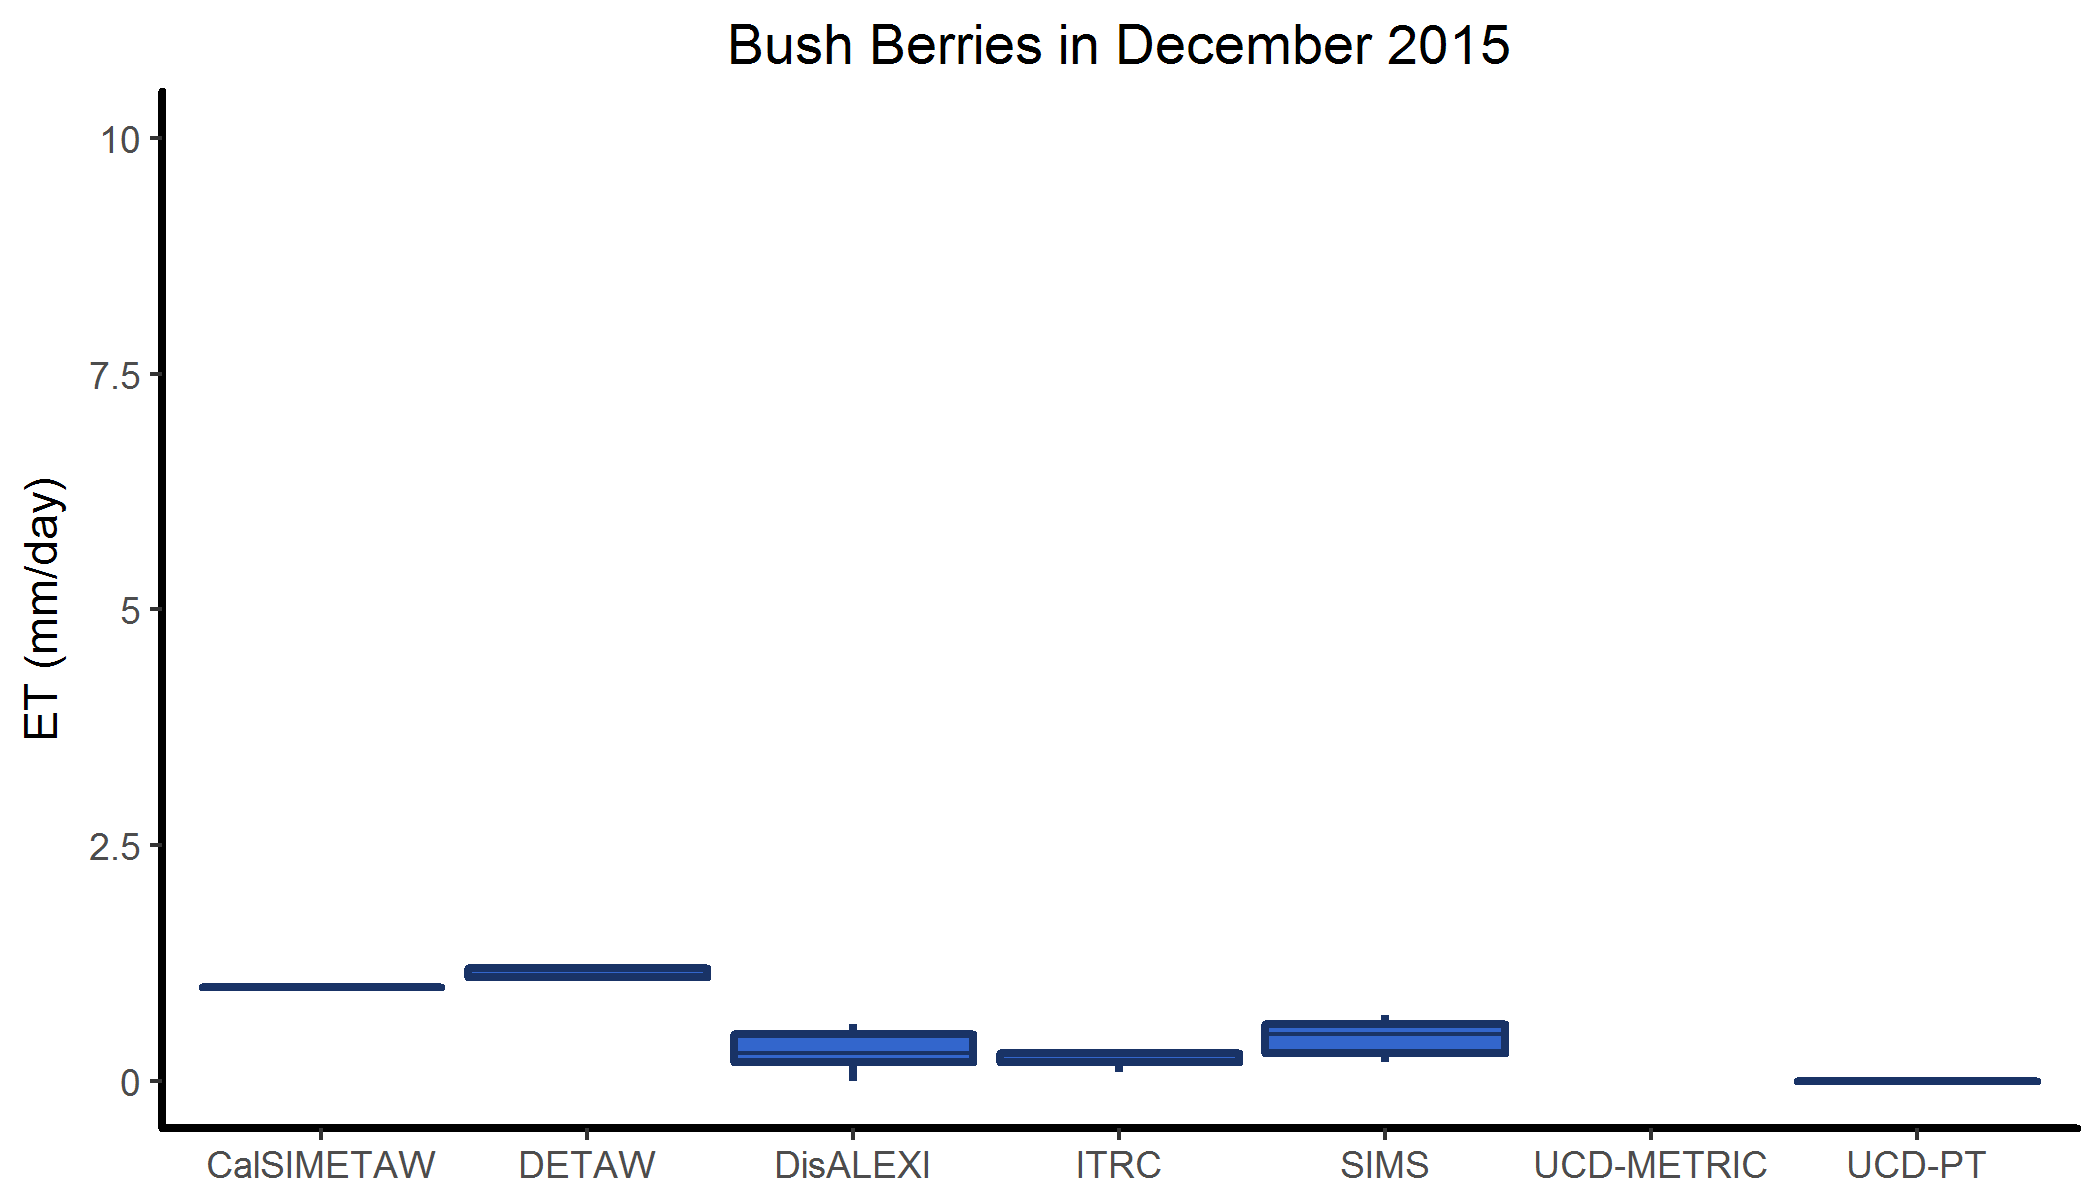 Bush Berries in December 2015
ET (mm/day)
10
7.5
5
2.5
0
CalSIMETAW DETAW DisALEXI ITRC SIMS UCD-METRIC UCD-PT